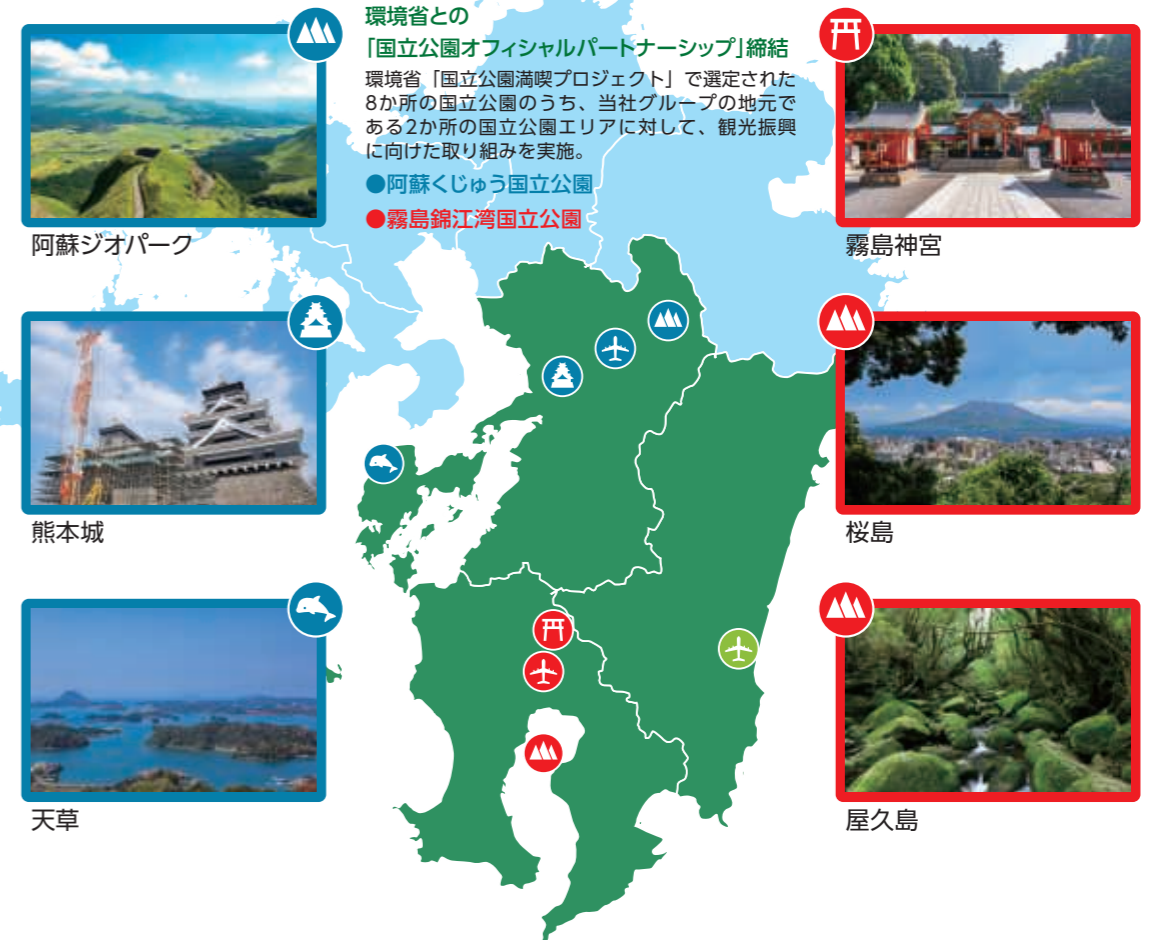 環境省との
「国立公園オフィシャルパートナーシップ」締結
環境省「国立公園満喫プロジェクト」で選定された
8か所の国立公園のうち、当社グループの地元で
ある2か所の国立公園エリアに対して、観光振興
に向けた取り組みを実施。
●阿蘇くじゅう国立公園
●霧島錦江湾国立公園
阿蘇ジオパーク
霧島神宮
熊本城
桜島
天草
屋久島